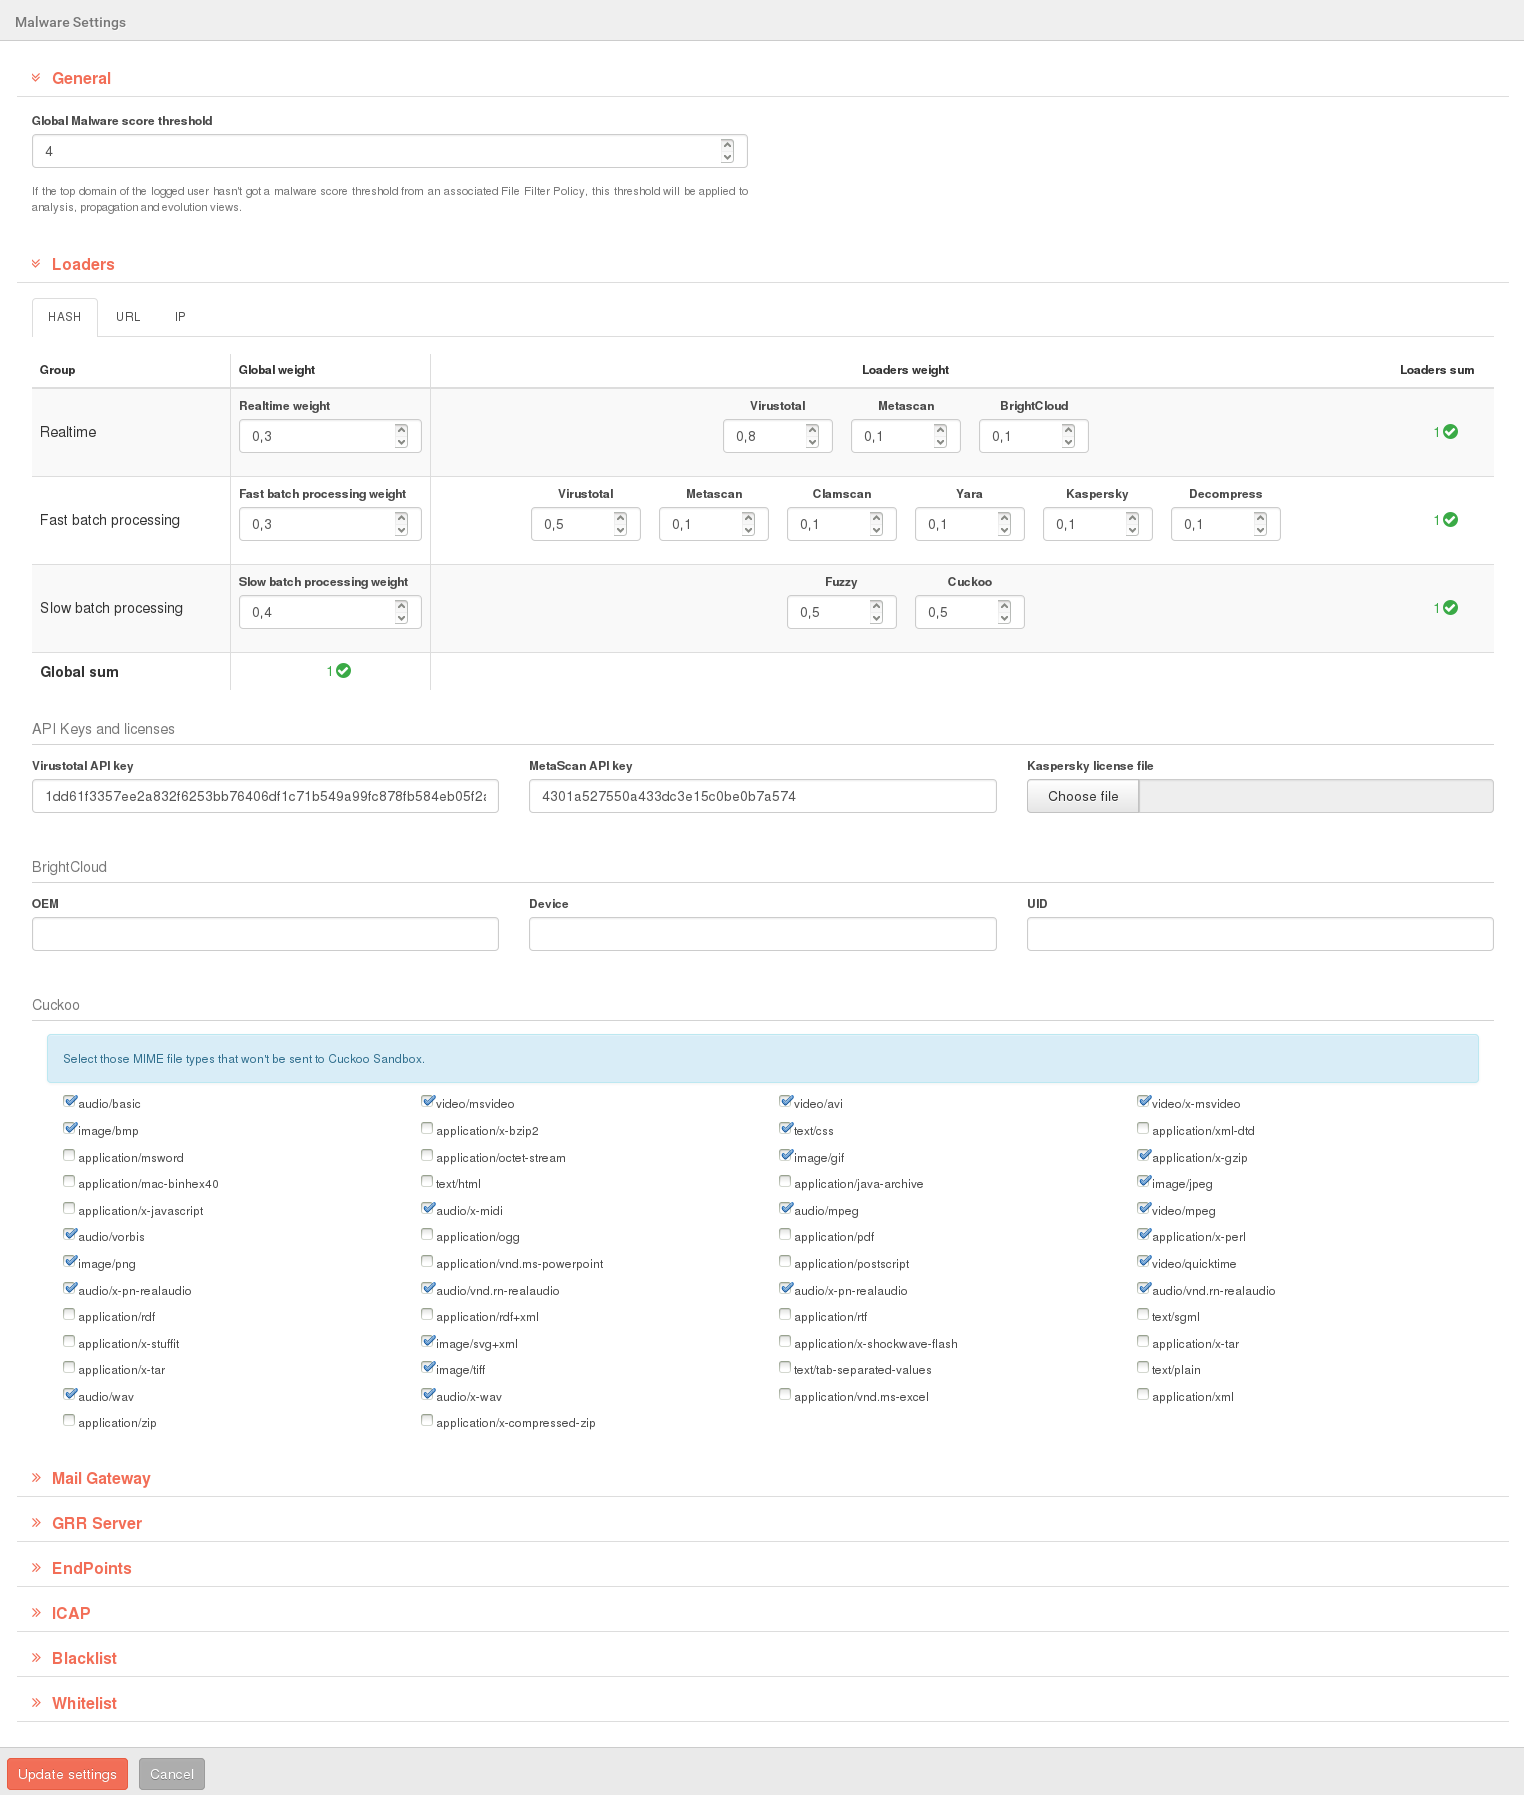 Malware Settings
General
Global Malware score threshold
4
If the top domain of the logged user hasn't got a malware score threshold from an associated File Filter Policy, this threshold will be applied to
analysis, propagation and evolution views.
Loaders
HASH URL IP
Group Global weight Loaders weight Loaders sum
Realtime weight Virustotal Metascan BrightCloud
Realtime 0,3 0,8 0,1 0,1 1
Fast batch processing weight Virustotal Metascan Clamscan Yara Kaspersky Decompress
Fast batch processing 0,3 0,5 0,1 0,1 0,1 0,1 0,1 1
Slow batch processing weight Fuzzy Cuckoo
Slow batch processing 0,4 0,5 0,5 1
Global sum 1
API Keys and licenses
Virustotal API key MetaScan API key Kaspersky license file
1dd61f3357ee2a832f6253bb76406df1c71b549a99fc878fb584eb05f2a 4301a527550a433dc3e15c0be0b7a574 Choose file
BrightCloud
OEM Device UID
Cuckoo
Select those MIME file types that won't be sent to Cuckoo Sandbox.
audio/basic video/msvideo video/avi video/x-msvideo
image/bmp application/x-bzip2 text/css application/xml-dtd
application/msword application/octet-stream image/gif application/x-gzip
application/mac-binhex40 text/html application/java-archive image/jpeg
application/x-javascript audio/x-midi audio/mpeg video/mpeg
audio/vorbis application/ogg application/pdf application/x-perl
image/png application/vnd.ms-powerpoint application/postscript video/quicktime
audio/x-pn-realaudio audio/vnd.rn-realaudio audio/x-pn-realaudio audio/vnd.rn-realaudio
application/rdf application/rdf+xml application/rtf text/sgml
application/x-stuffit image/svg+xml application/x-shockwave-flash application/x-tar
application/x-tar image/tiff text/tab-separated-values text/plain
audio/wav audio/x-wav application/vnd.ms-excel application/xml
application/zip application/x-compressed-zip
Mail Gateway
GRR Server
EndPoints
ICAP
Blacklist
Whitelist
Update settings Cancel